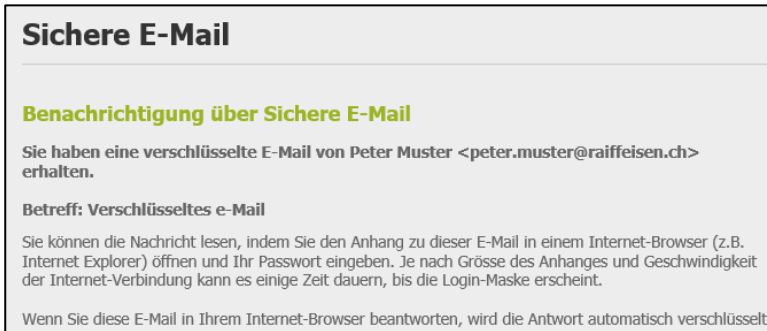 Sichere E-Mail
Benachrichtigung über Sichere E-Mail
Sie haben eine verschlüsselte E-Mail von Peter Muster <peter.muster@raiffeisen.ch>
erhalten.
Betreff: Verschlüsseltes e-Mail
Sie können die Nachricht lesen, indem Sie den Anhang zu dieser E-Mail in einem Internet-Browser (z.B.
Internet Explorer) öffnen und Ihr Passwort eingeben. Je nach Grösse des Anhanges und Geschwindigkeit
der Internet-Verbindung kann es einige Zeit dauern, bis die Login-Maske erscheint.
Wenn Sie diese E-Mail in Ihrem Internet-Browser beantworten, wird die Antwort automatisch verschlüsselt